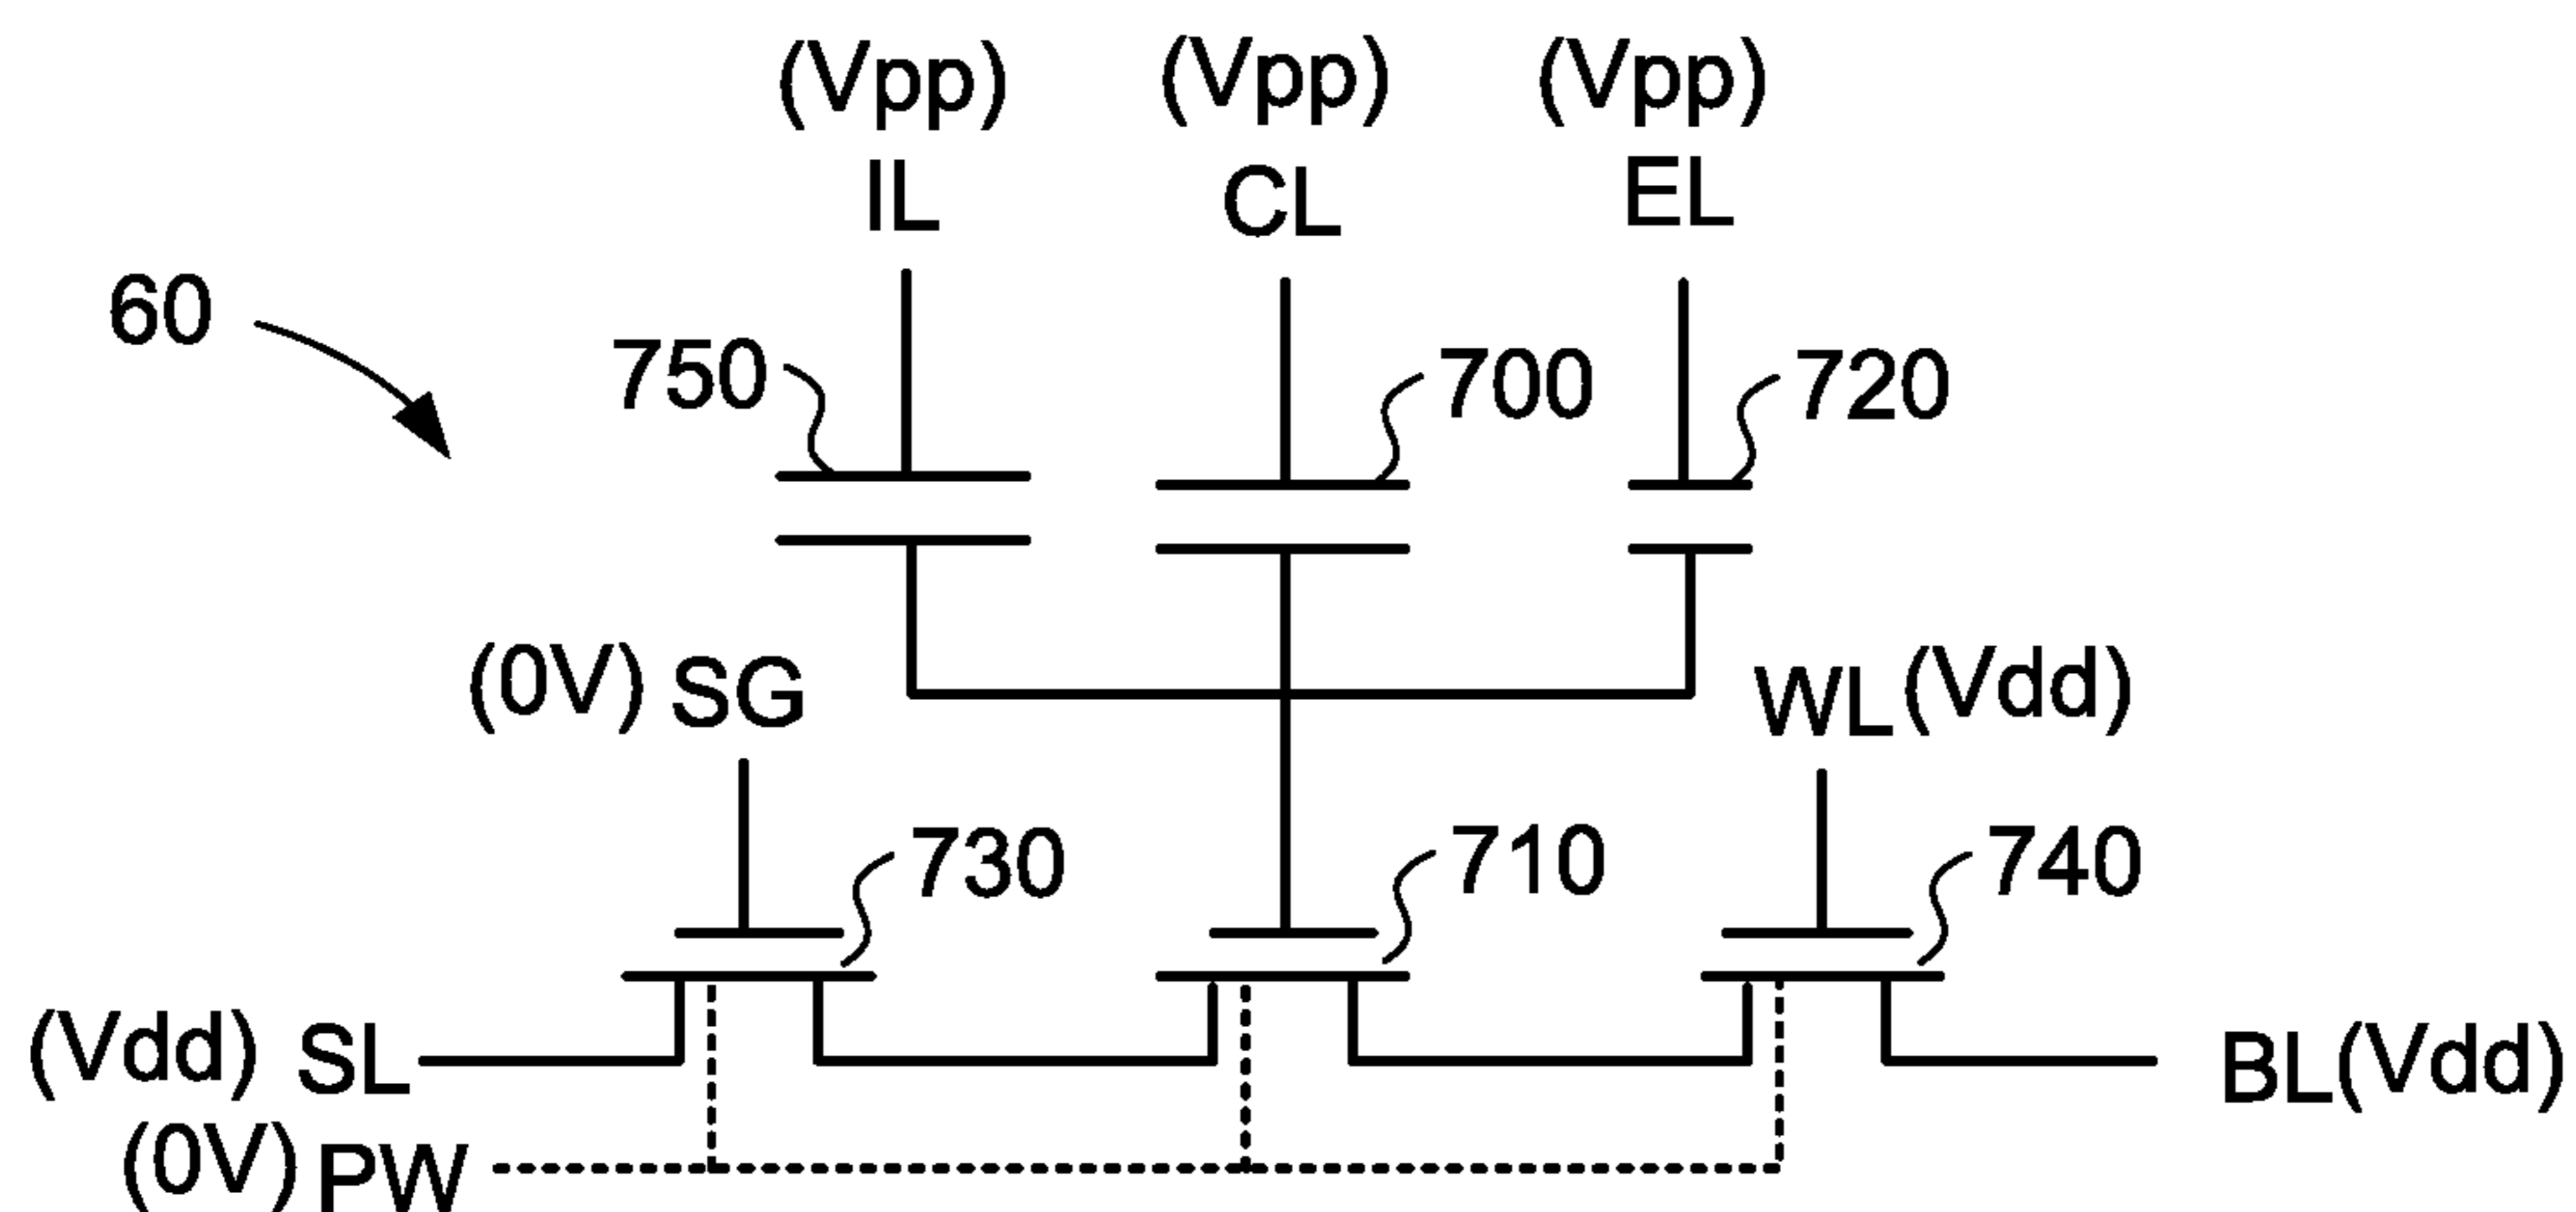 (Vpp) (Vpp) (Vpp)
IL CL EL
60
750 700 720
(0V) SG WL (Vdd)
730 710 740
(Vdd) SL BL (Vdd)
(0V) PW